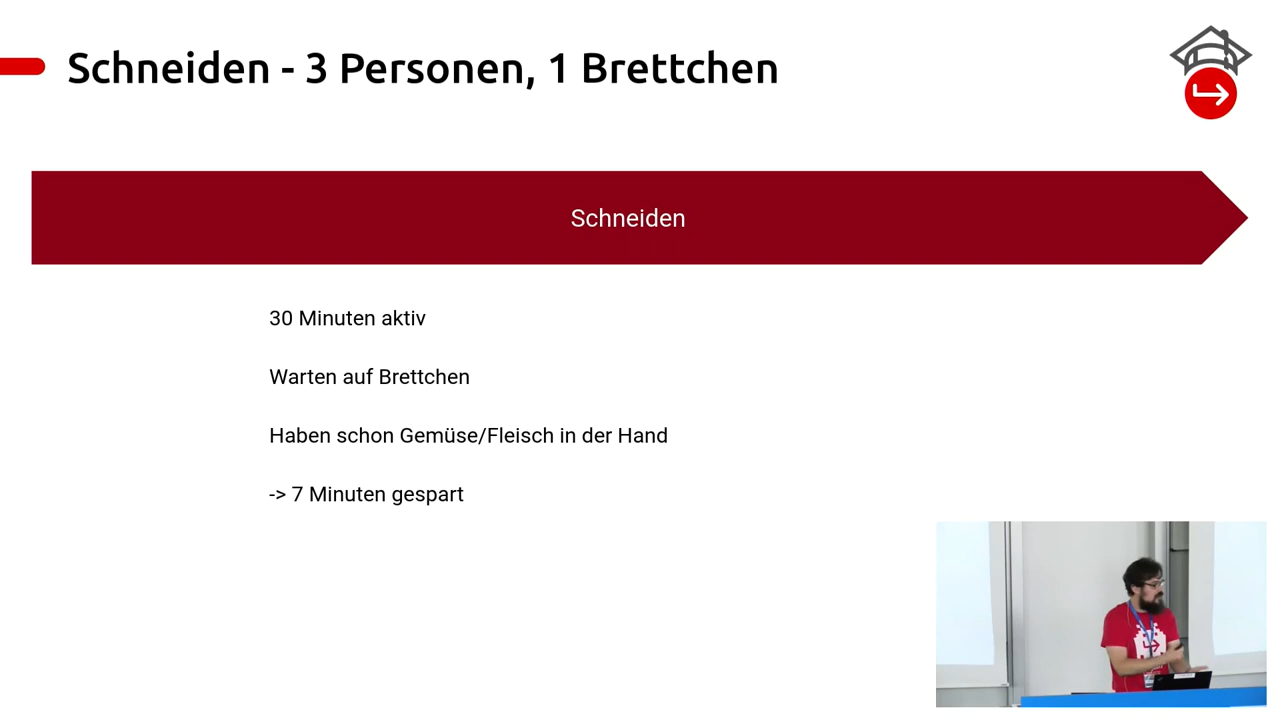 Schneiden - 3 Personen, 1 Brettchen
Schneiden
30 Minuten aktiv
Warten auf Brettchen
Haben schon Gemüse/Fleisch in der Hand
-> 7 Minuten gespart